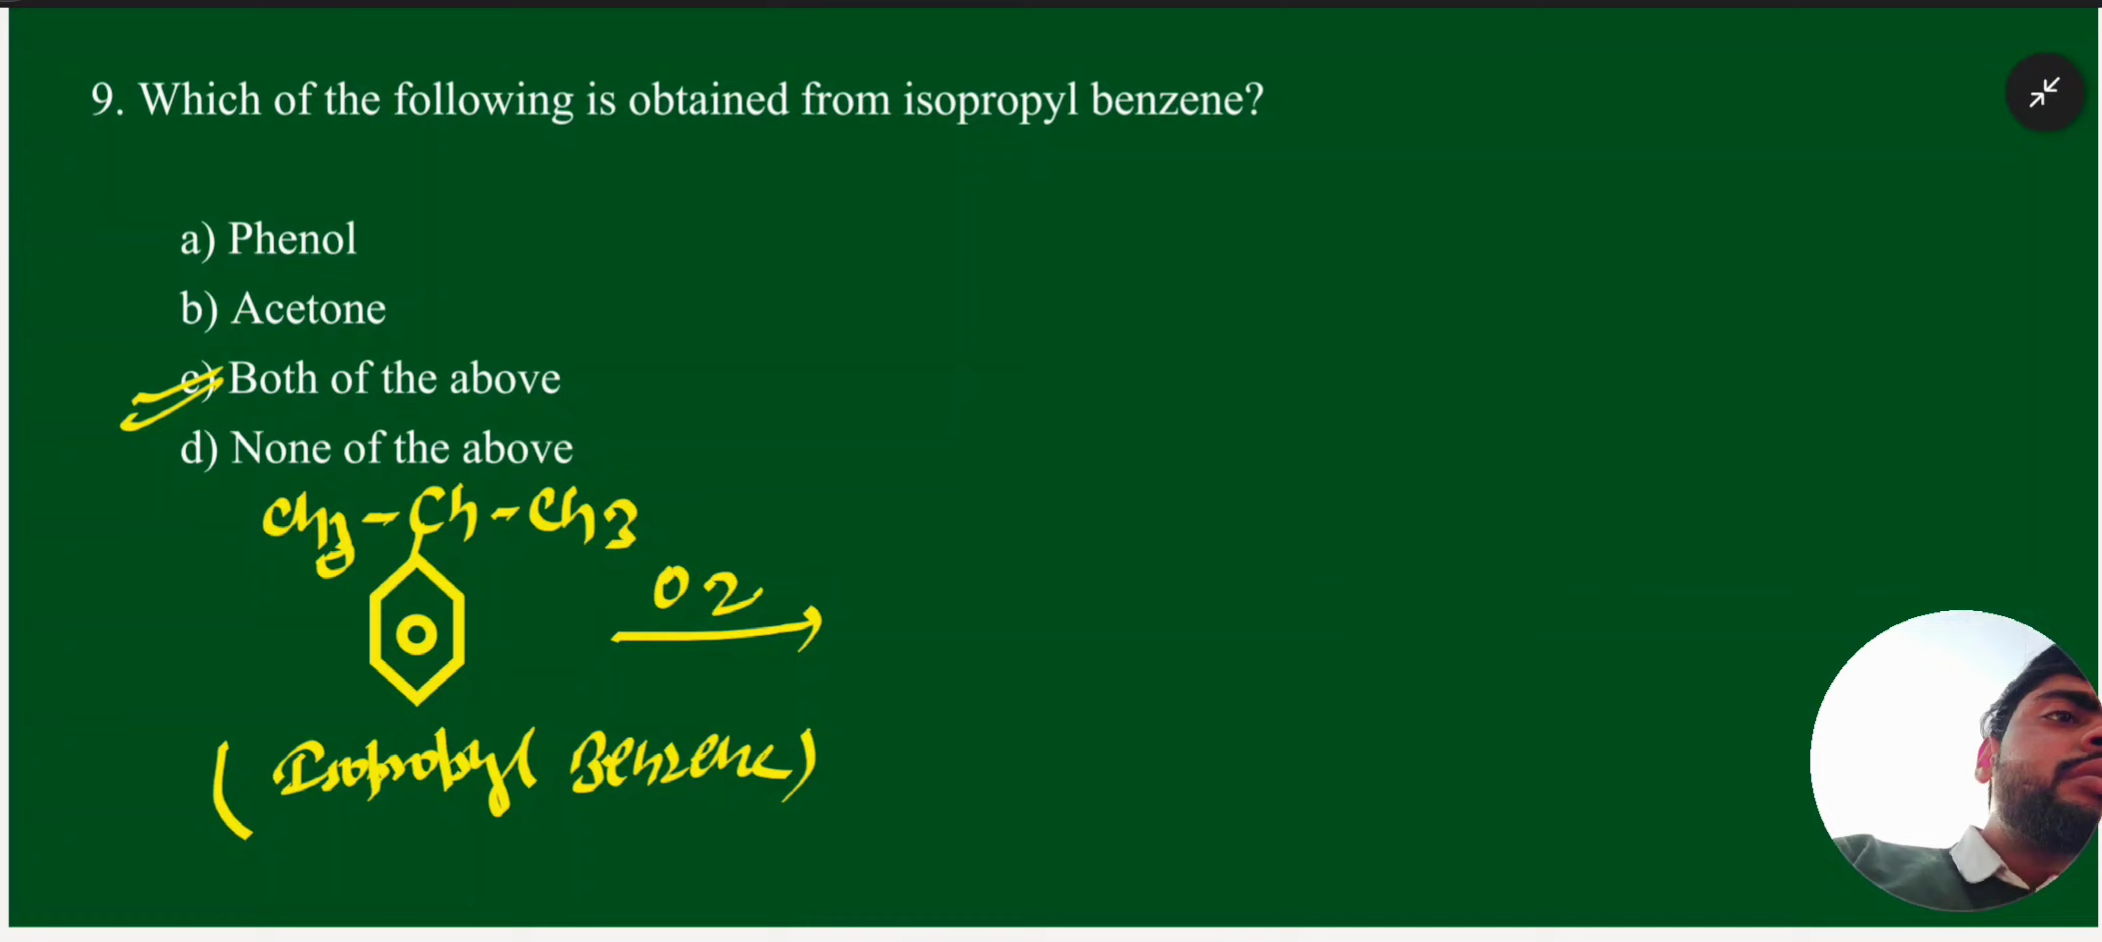 9. Which of the following is obtained from isopropyl benzene?
a) Phenol
b) Acetone
c) Both of the above
d) None of the above
CH3-Ch-Ch3
O2
(Isopropyl Benzene)